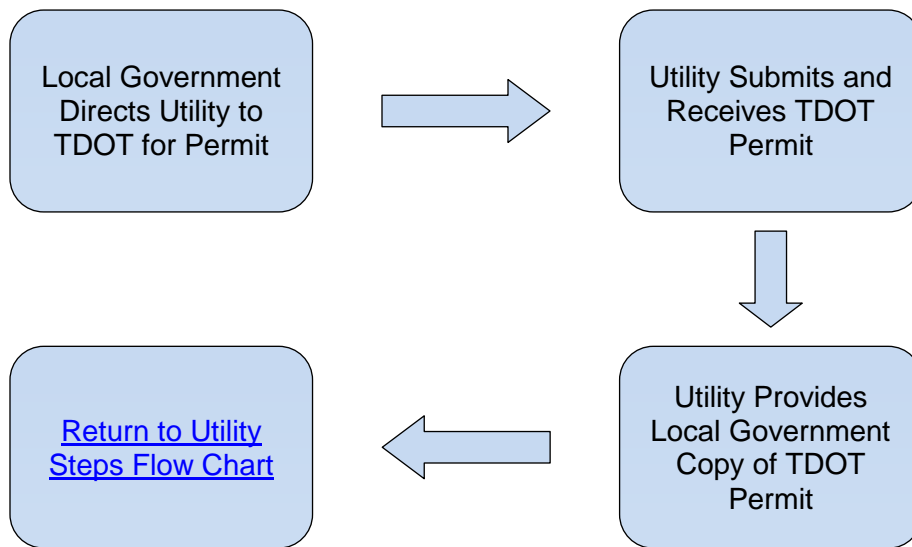 Local Government
Directs Utility to
TDOT for Permit
Utility Submits and
Receives TDOT
Permit
Utility Provides
Local Government
Copy of TDOT
Permit
Return to Utility
Steps Flow Chart